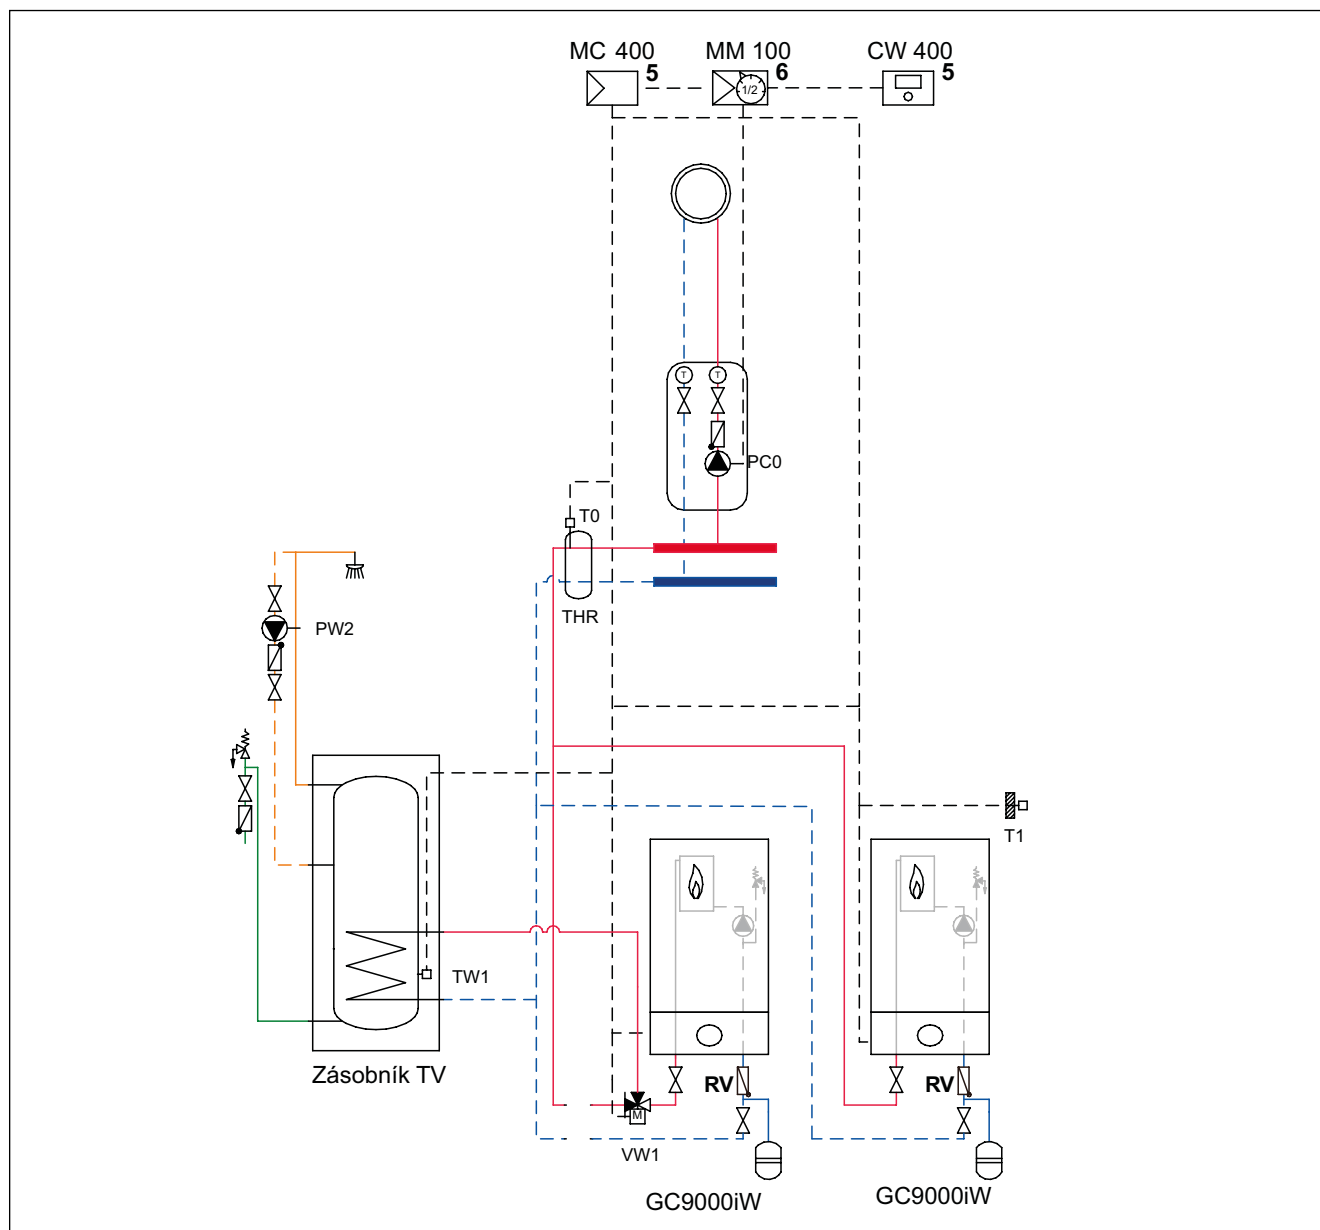 MC 400
5
MM 100
6
CW 400
5
1/2
T
T
PC0
T0
THR
PW2
T1
TW1
Zásobník TV
RV
RV
M
VW1
GC9000iW
GC9000iW